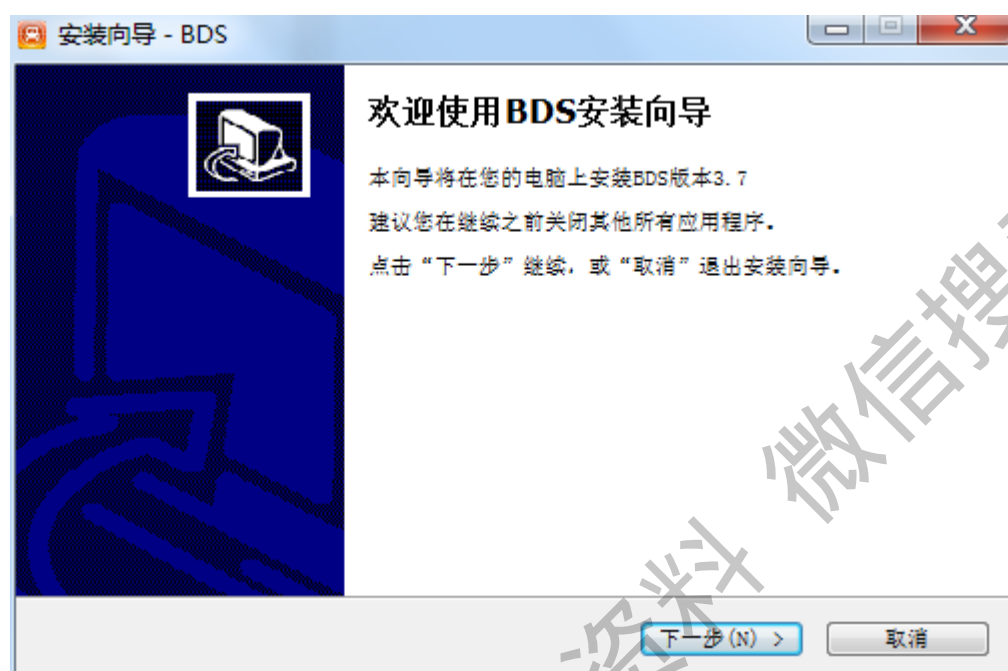 安装向导 - BDS
欢迎使用BDS安装向导
本向导将在您的电脑上安装BDS版本3.7
建议您在继续之前关闭其他所有应用程序。
点击“下一步”继续，或“取消”退出安装向导。
微信搜
资料
下一步(N) >
取消